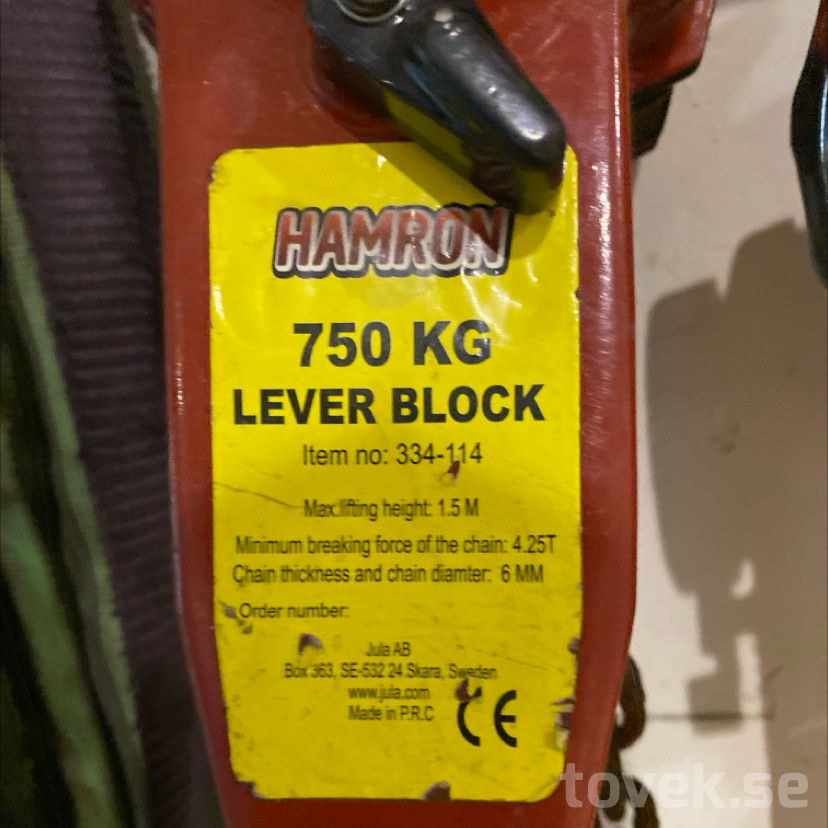 HAMRON
750 KG
LEVER BLOCK
Item no: 334-114
Max.lifting height: 1.5 M
Minimum breaking force of the chain: 4.25T
Chain thickness and chain diamter: 6 MM
Order number:
Jula AB
Box 363, SE-532 24 Skara, Sweden
www.jula.com
Made in P.R.C
CE
tovek.se